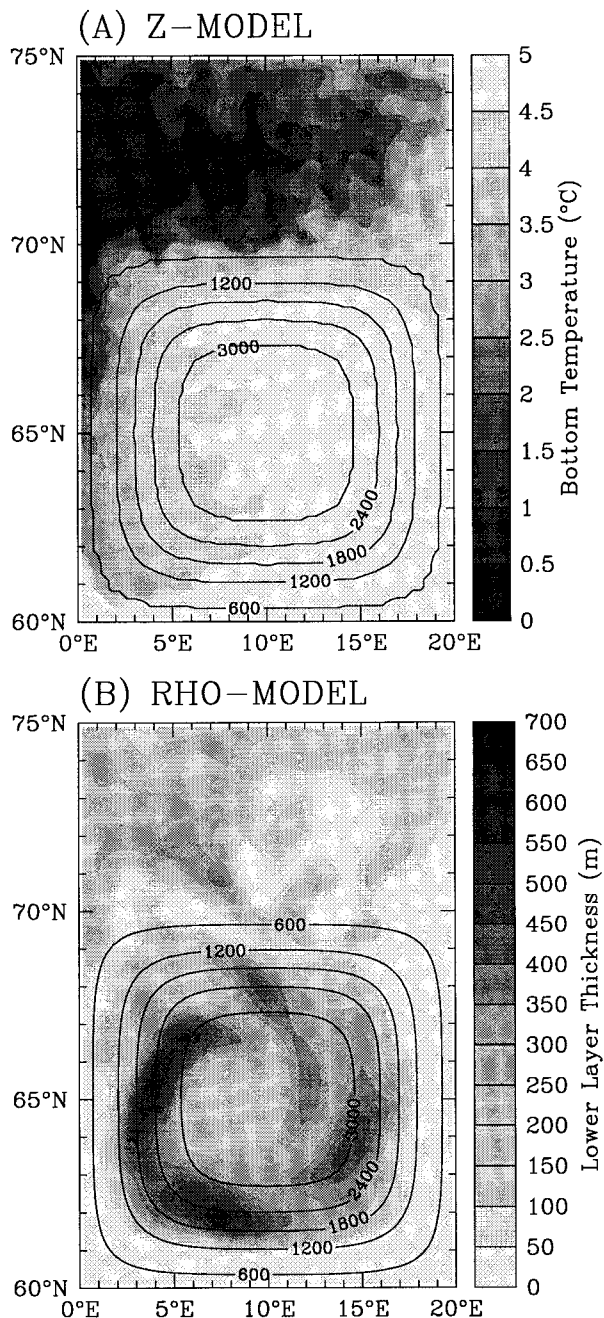 (A) Z-MODEL
75°N
70°N
65°N
60°N
0°E 5°E 10°E 15°E 20°E
1200
3000
2400
1800
1200
600
5
4.5
4
3.5
3
2.5
2
1.5
1
0.5
0
Bottom Temperature (°C)
(B) RHO-MODEL
75°N
70°N
65°N
60°N
0°E 5°E 10°E 15°E 20°E
600
1200
3000
2400
1800
1200
600
700
650
600
550
500
450
400
350
300
250
200
150
100
50
0
Lower Layer Thickness (m)